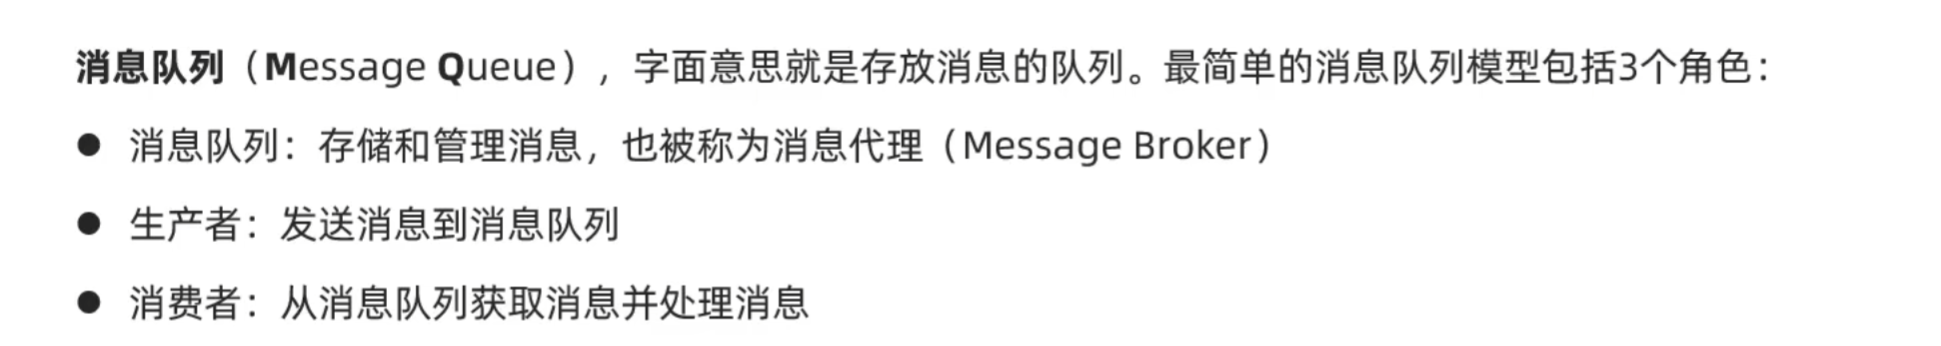 消息队列（Message Queue），字面意思就是存放消息的队列。最简单的消息队列模型包括3个角色：
● 消息队列：存储和管理消息，也被称为消息代理（Message Broker）
● 生产者：发送消息到消息队列
● 消费者：从消息队列获取消息并处理消息